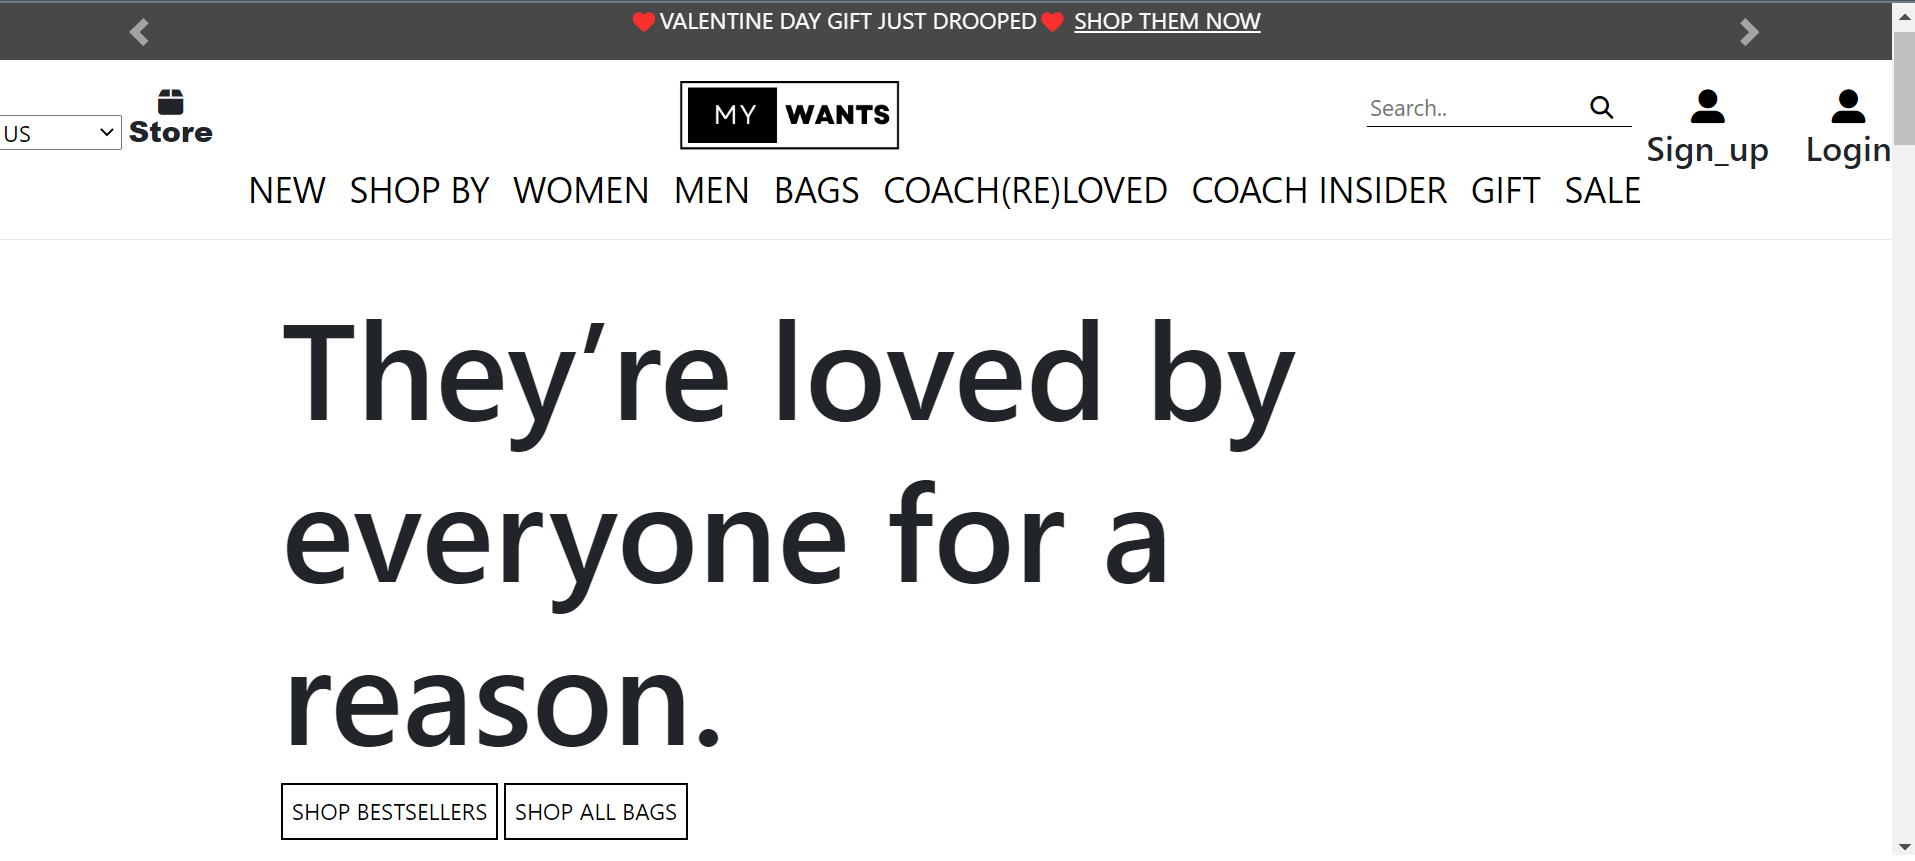 ❤️VALENTINE DAY GIFT JUST DROOPED❤️ SHOP THEM NOW
US
Store
MY WANTS
Search..
Sign_up
Login
NEW SHOP BY WOMEN MEN BAGS COACH(RE)LOVED COACH INSIDER GIFT SALE
They’re loved by
everyone for a
reason.
SHOP BESTSELLERS SHOP ALL BAGS